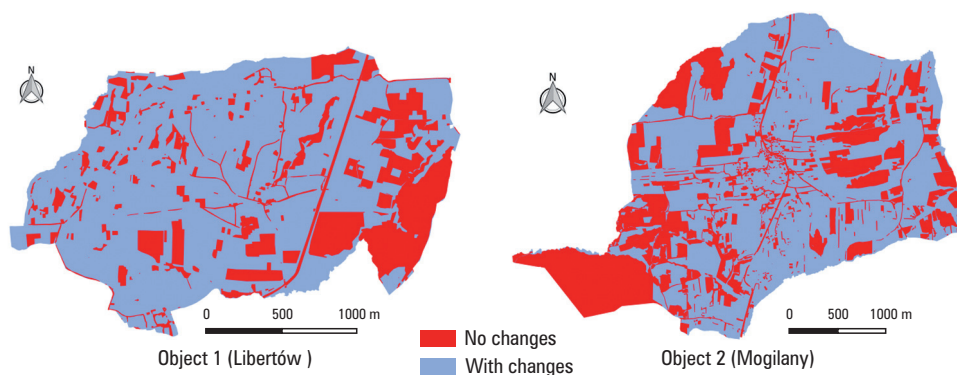 N
0 500 1000 m
Object 1 (Libertów )
No changes
With changes
N
0 500 1000 m
Object 2 (Mogilany)